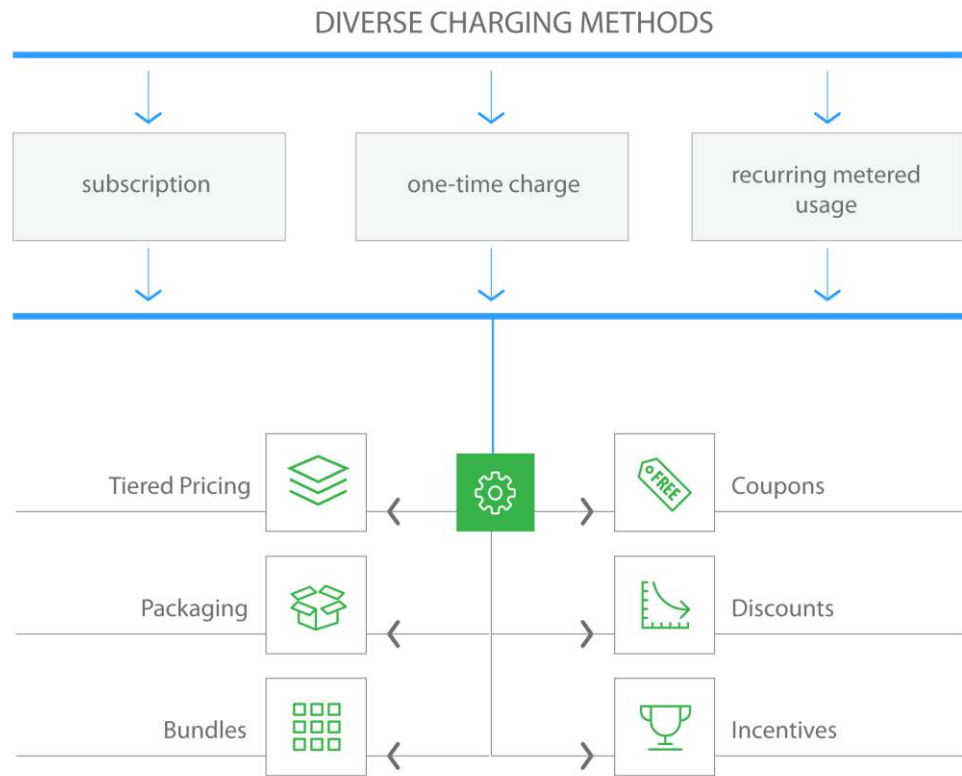 DIVERSE CHARGING METHODS
subscription
one-time charge
recurring metered
usage
Tiered Pricing
FREE
Coupons
Packaging
Discounts
Bundles
Incentives